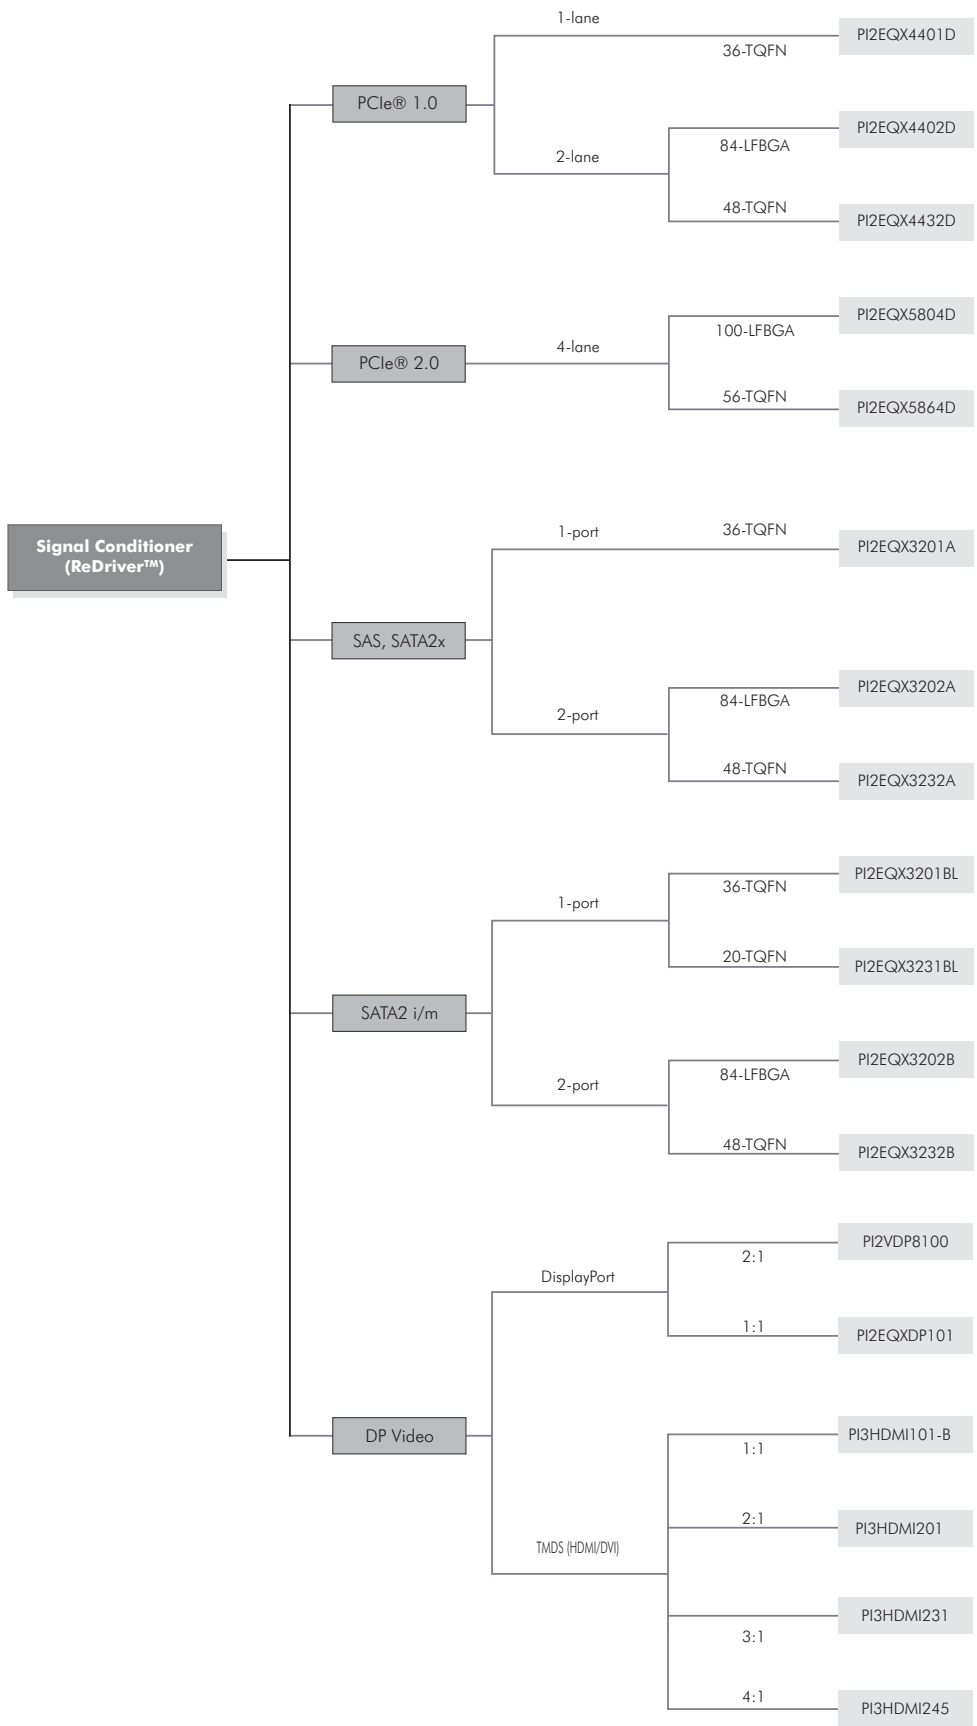 1-lane
PI2EQX4401D
36-TQFN
PCIe® 1.0
PI2EQX4402D
84-LFBGA
2-lane
48-TQFN
PI2EQX4432D
PI2EQX5804D
100-LFBGA
4-lane
PCIe® 2.0
56-TQFN
PI2EQX5864D
Signal Conditioner
(ReDriver™)
1-port
36-TQFN
PI2EQX3201A
SAS, SATA2x
PI2EQX3202A
84-LFBGA
2-port
48-TQFN
PI2EQX3232A
PI2EQX3201BL
36-TQFN
1-port
20-TQFN
PI2EQX3231BL
SATA2 i/m
PI2EQX3202B
84-LFBGA
2-port
48-TQFN
PI2EQX3232B
PI2VDP8100
2:1
DisplayPort
1:1
PI2EQXDP101
DP Video
PI3HDMI101-B
1:1
2:1
PI3HDMI201
TMDS (HDMI/DVI)
PI3HDMI231
3:1
4:1
PI3HDMI245